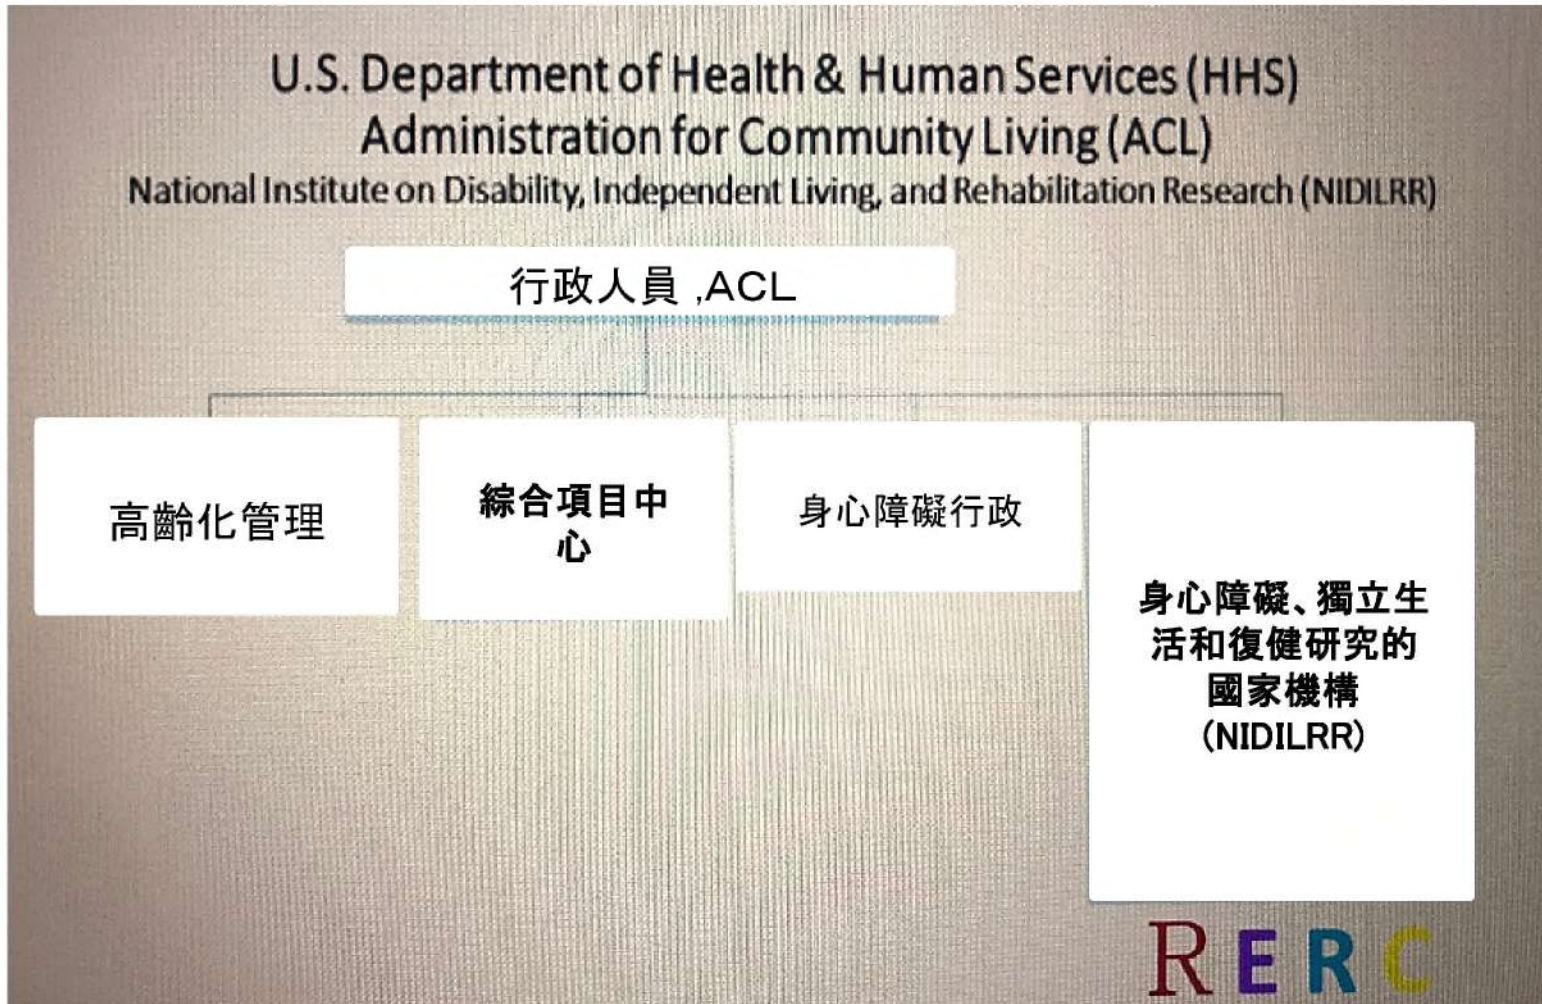 U.S. Department of Health & Human Services (HHS)
Administration for Community Living (ACL)
National Institute on Disability, Independent Living, and Rehabilitation Research (NIDILRR)
行政人員 ,ACL
高齡化管理
綜合項目中
心
身心障礙行政
身心障礙、獨立生
活和復健研究的
國家機構
(NIDILRR)
RERC